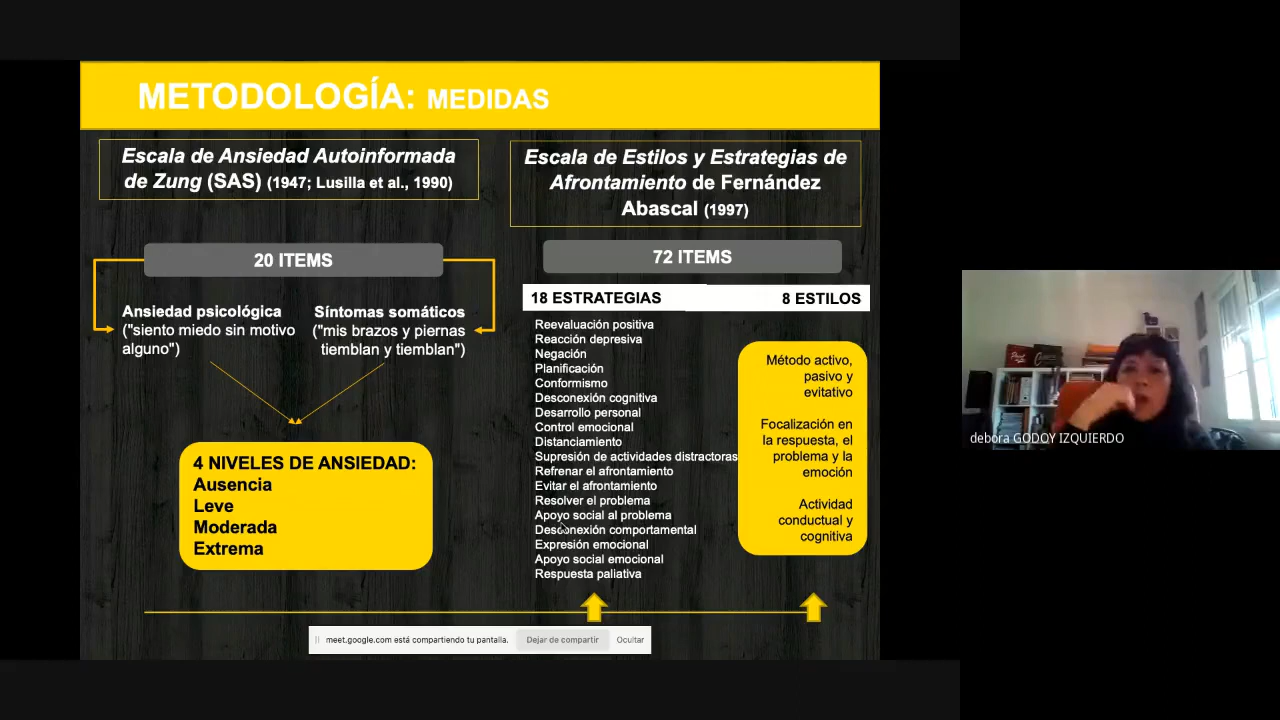 METODOLOGÍA: MEDIDAS
Escala de Ansiedad Autoinformada
de Zung (SAS) (1947; Lusilla et al., 1990)
20 ITEMS
Ansiedad psicológica
("siento miedo sin motivo
alguno")
Síntomas somáticos
("mis brazos y piernas
tiemblan y tiemblan")
4 NIVELES DE ANSIEDAD:
Ausencia
Leve
Moderada
Extrema
Escala de Estilos y Estrategias de
Afrontamiento de Fernández
Abascal (1997)
72 ITEMS
18 ESTRATEGIAS
Reevaluación positiva
Reacción depresiva
Negación
Planificación
Conformismo
Desconexión cognitiva
Desarrollo personal
Control emocional
Distanciamiento
Supresión de actividades distractoras
Refrenar el afrontamiento
Evitar el afrontamiento
Resolver el problema
Apoyo social al problema
Desconexión comportamental
Expresión emocional
Apoyo social emocional
Respuesta paliativa
8 ESTILOS
Método activo,
pasivo y
evitativo
Focalización en
la respuesta, el
problema y la
emoción
Actividad
conductual y
cognitiva
meet.google.com está compartiendo tu pantalla.
Dejar de compartir
Ocultar
debora GODOY IZQUIERDO